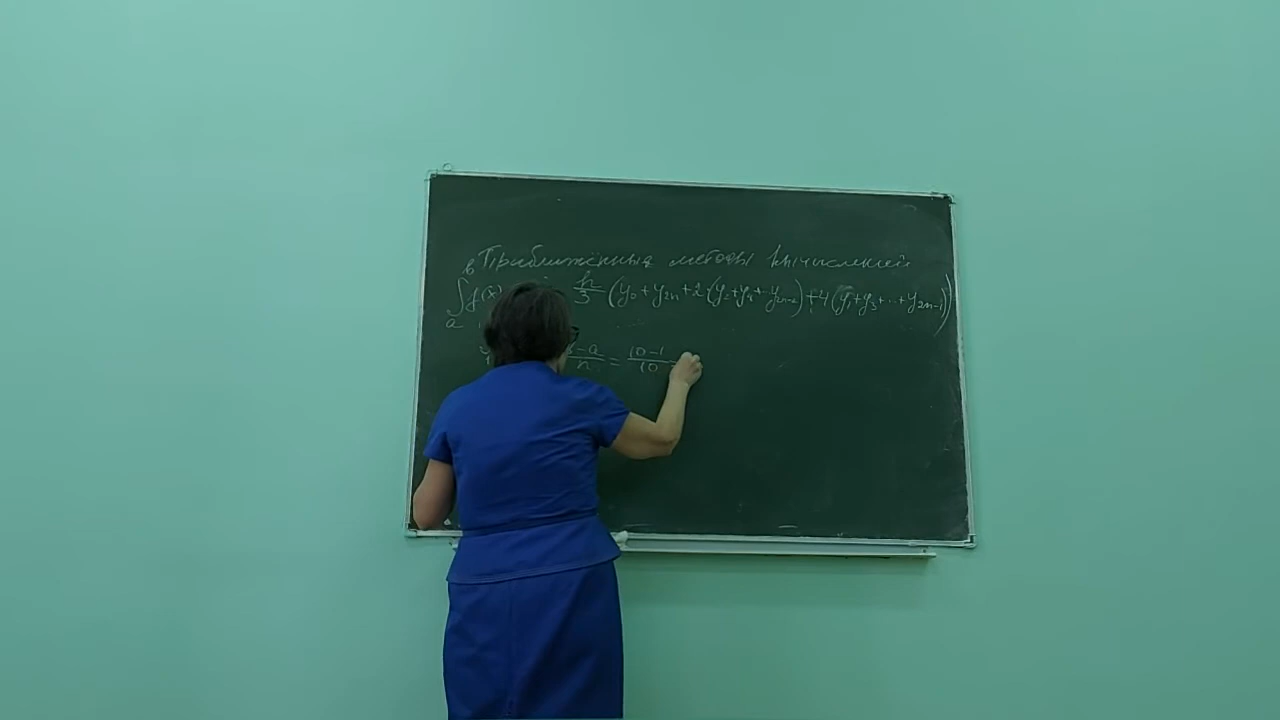 Приближённые методы вычислений
∫ₐᵇ f(x) h/3 (y₀+y₂ₙ+2(y₂+y₄+...y₂ₙ₋₂)+4(y₁+y₃+...+y₂ₙ₋₁))
-a/n = 10-1/10 =